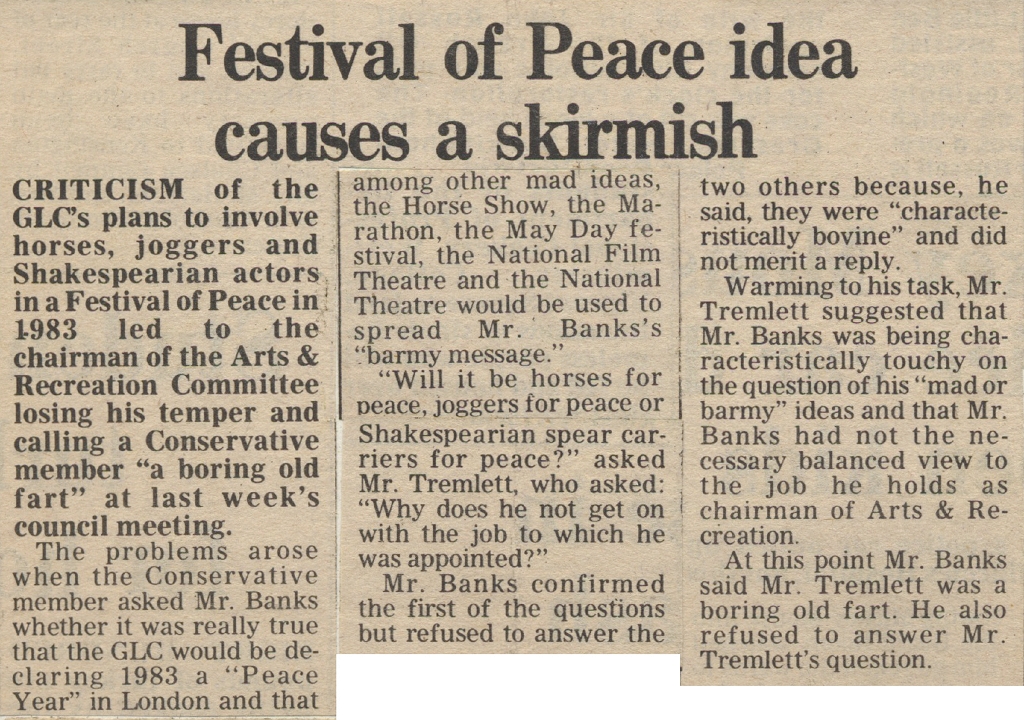 Festival of Peace idea
causes a skirmish
CRITICISM of the
GLC's plans to involve
horses, joggers and
Shakespearian actors
in a Festival of Peace in
1983 led to the
chairman of the Arts &
Recreation Committee
losing his temper and
calling a Conservative
member "a boring old
fart" at last week's
council meeting.
The problems arose
when the Conservative
member asked Mr. Banks
whether it was really true
that the GLC would be de-
claring 1983 a "Peace
Year" in London and that
among other mad ideas,
the Horse Show, the Ma-
rathon, the May Day fe-
stival, the National Film
Theatre and the National
Theatre would be used to
spread Mr. Banks's
"barmy message."
"Will it be horses for
peace, joggers for peace or
Shakespearian spear car-
riers for peace?" asked
Mr. Tremlett, who asked:
"Why does he not get on
with the job to which he
was appointed?"
Mr. Banks confirmed
the first of the questions
but refused to answer the
two others because, he
said, they were "characte-
ristically bovine" and did
not merit a reply.
Warming to his task, Mr.
Tremlett suggested that
Mr. Banks was being cha-
racteristically touchy on
the question of his "mad or
barmy" ideas and that Mr.
Banks had not the ne-
cessary balanced view to
the job he holds as
chairman of Arts & Re-
creation.
At this point Mr. Banks
said Mr. Tremlett was a
boring old fart. He also
refused to answer Mr.
Tremlett's question.